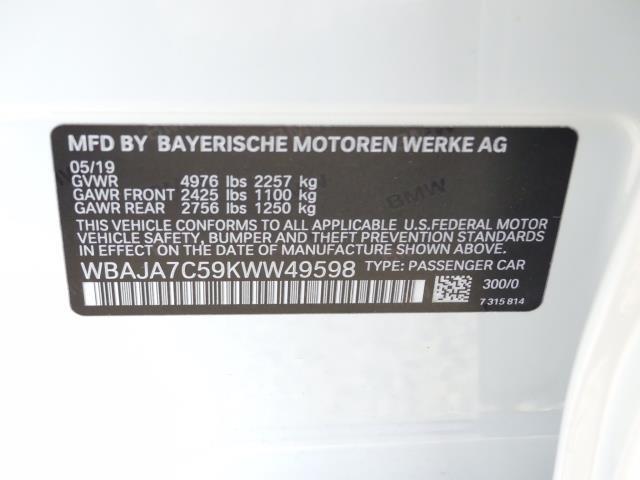 MFD BY BAYERISCHE MOTOREN WERKE AG
05/19
GVWR 4976 lbs 2257 kg
GAWR FRONT 2425 lbs 1100 kg
GAWR REAR 2756 lbs 1250 kg
THIS VEHICLE CONFORMS TO ALL APPLICABLE U.S.FEDERAL MOTOR
VEHICLE SAFETY, BUMPER AND THEFT PREVENTION STANDARDS
IN EFFECT ON THE DATE OF MANUFACTURE SHOWN ABOVE.
WBAJA7C59KWW49598 TYPE: PASSENGER CAR
300/0
7 315 814
BMW